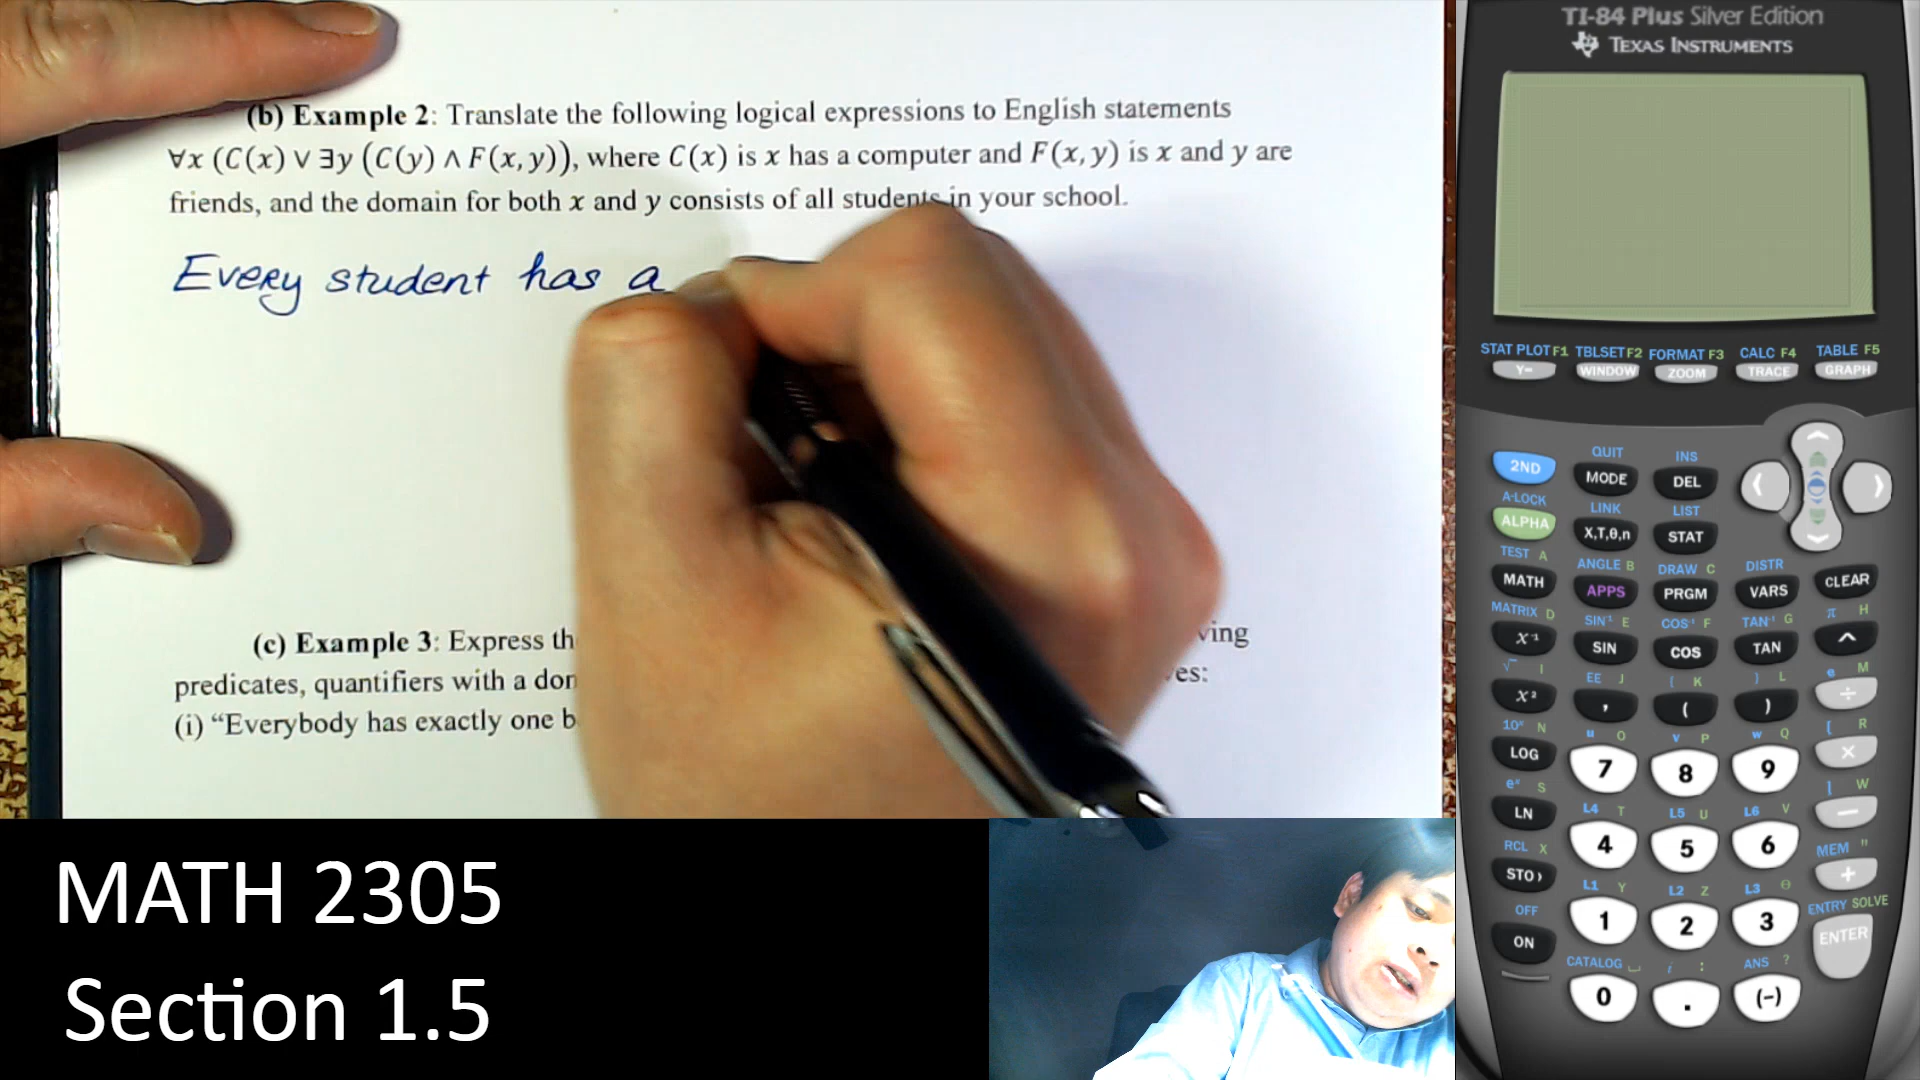 (b) Example 2: Translate the following logical expressions to English statements
∀x (C(x) ∨ ∃y (C(y) ∧ F(x, y)), where C(x) is x has a computer and F(x, y) is x and y are
friends, and the domain for both x and y consists of all students in your school.
Every student has a
(c) Example 3: Express th
ving
predicates, quantifiers with a don
es:
(i) “Everybody has exactly one b
MATH 2305
Section 1.5
TI-84 Plus Silver Edition
TEXAS INSTRUMENTS
STAT PLOT F1 TBLSET F2 FORMAT F3 CALC F4 TABLE F5
Y= WINDOW ZOOM TRACE GRAPH
QUIT INS
2ND MODE DEL
A-LOCK LINK LIST
ALPHA X,T,θ,n STAT
TEST A ANGLE B DRAW C DISTR
MATH APPS PRGM VARS CLEAR
MATRIX D SIN⁻¹ E COS⁻¹ F TAN⁻¹ G π H
X⁻¹ SIN COS TAN ^
√ I EE J { K } L e M
X² , ( ) ÷
10ˣ N u O v P w Q [ R
LOG 7 8 9 ×
eˣ S L4 T L5 U L6 V ] W
LN 4 5 6 −
RCL X L1 Y L2 Z L3 θ MEM "
STO› 1 2 3 +
OFF CATALOG ⎵ i : ANS ? ENTRY SOLVE
ON 0 . (-) ENTER